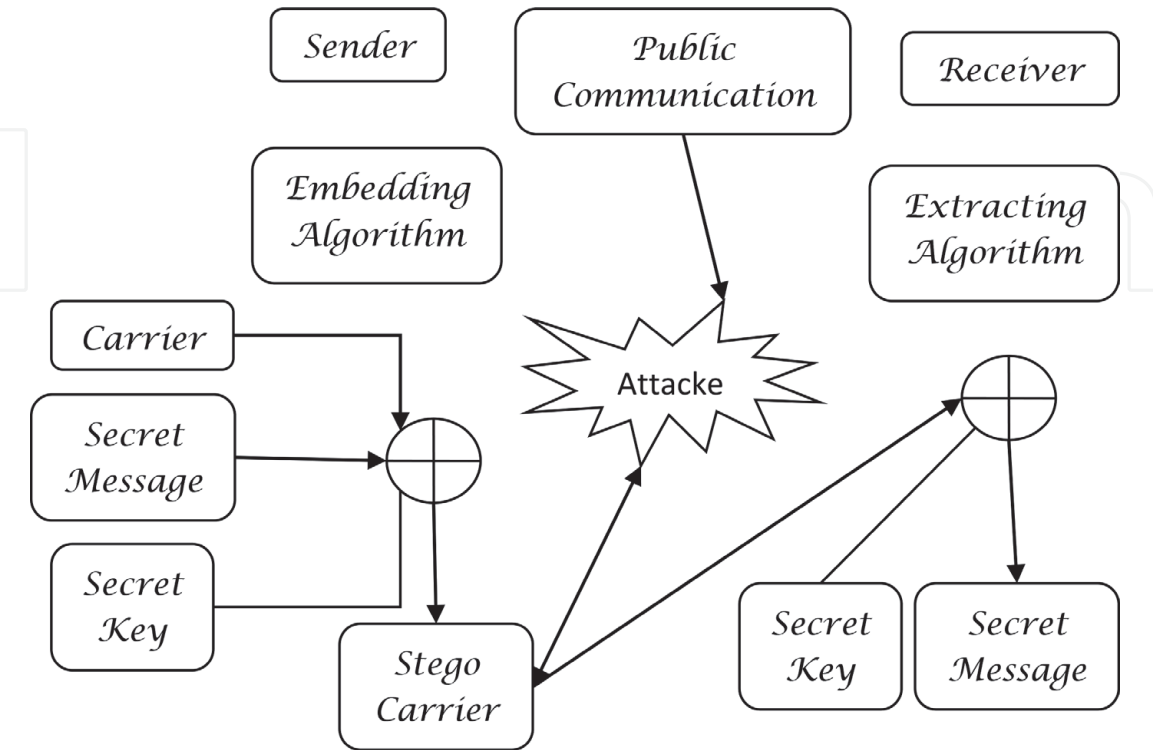 Sender
Public
Communication
Receiver
Embedding
Algorithm
Extracting
Algorithm
Carrier
Attacke
Secret
Message
Secret
Key
Stego
Carrier
Secret
Key
Secret
Message